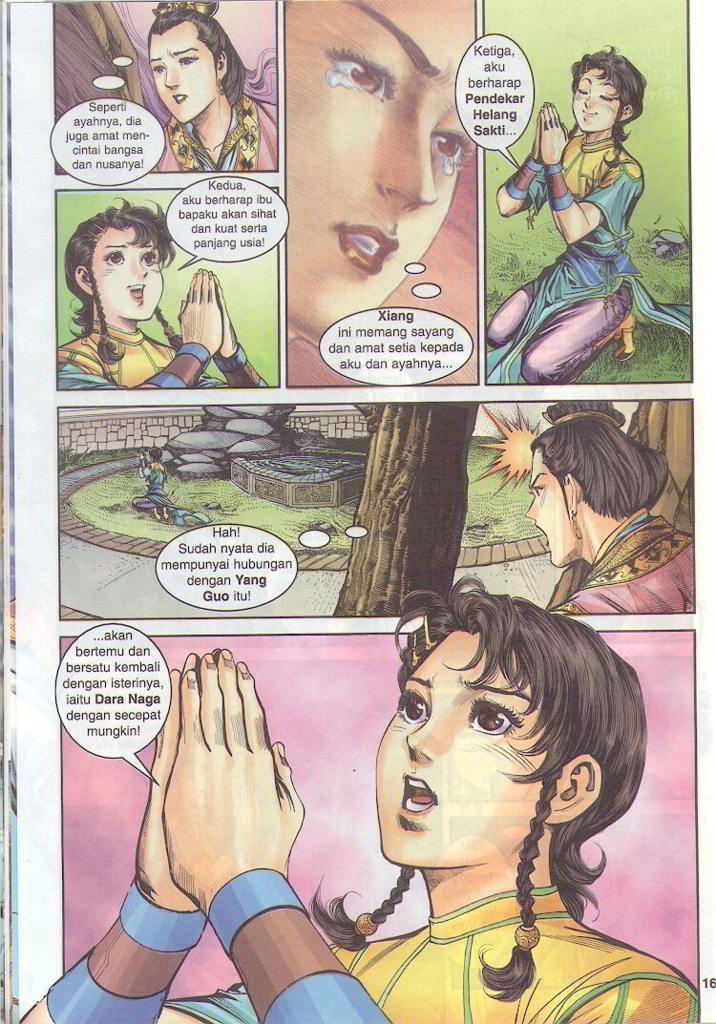 Seperti
ayahnya, dia
juga amat men-
cintai bangsa
dan nusanya!
Kedua,
aku berharap ibu
bapaku akan sihat
dan kuat serta
panjang usia!
Xiang
ini memang sayang
dan amat setia kepada
aku dan ayahnya...
Ketiga,
aku
berharap
Pendekar
Helang
Sakti...
Hah!
Sudah nyata dia
mempunyai hubungan
dengan Yang
Guo itu!
...akan
bertemu dan
bersatu kembali
dengan isterinya,
iaitu Dara Naga
dengan secepat
mungkin!
16